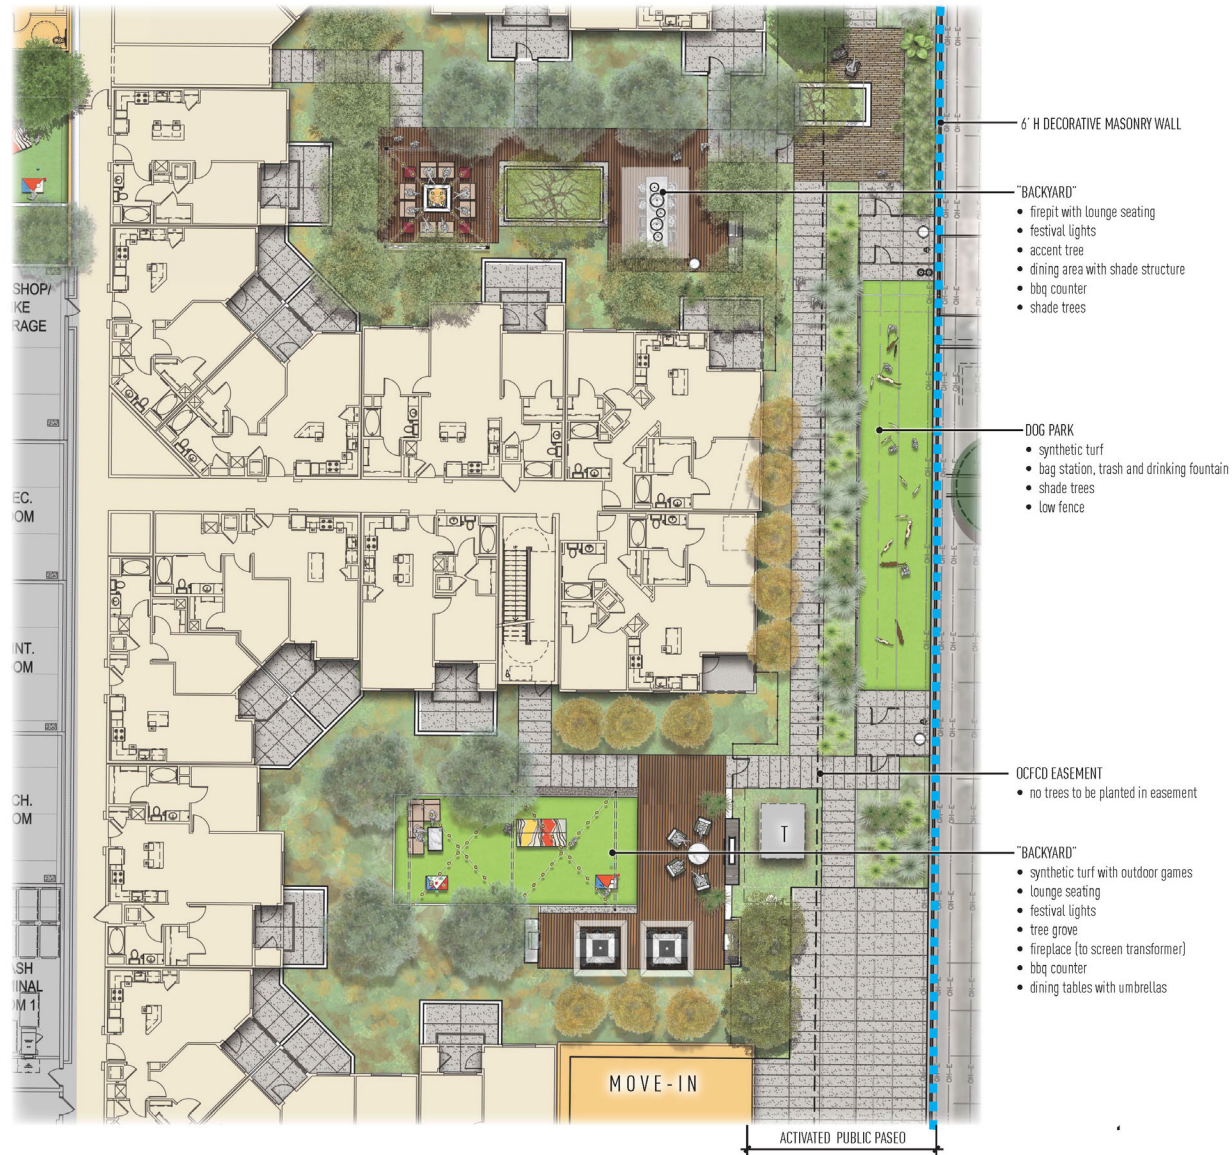 6' H DECORATIVE MASONRY WALL
"BACKYARD"
• firepit with lounge seating
• festival lights
• accent tree
• dining area with shade structure
• bbq counter
• shade trees
SHOP/
KE
RAGE
DOG PARK
• synthetic turf
• bag station, trash and drinking fountain
• shade trees
• low fence
EC.
OM
NT.
OM
OCFCD EASEMENT
• no trees to be planted in easement
CH.
OM
T
"BACKYARD"
• synthetic turf with outdoor games
• lounge seating
• festival lights
• tree grove
• fireplace (to screen transformer)
• bbq counter
• dining tables with umbrellas
ASH
MINAL
OM 1
MOVE-IN
ACTIVATED PUBLIC PASEO